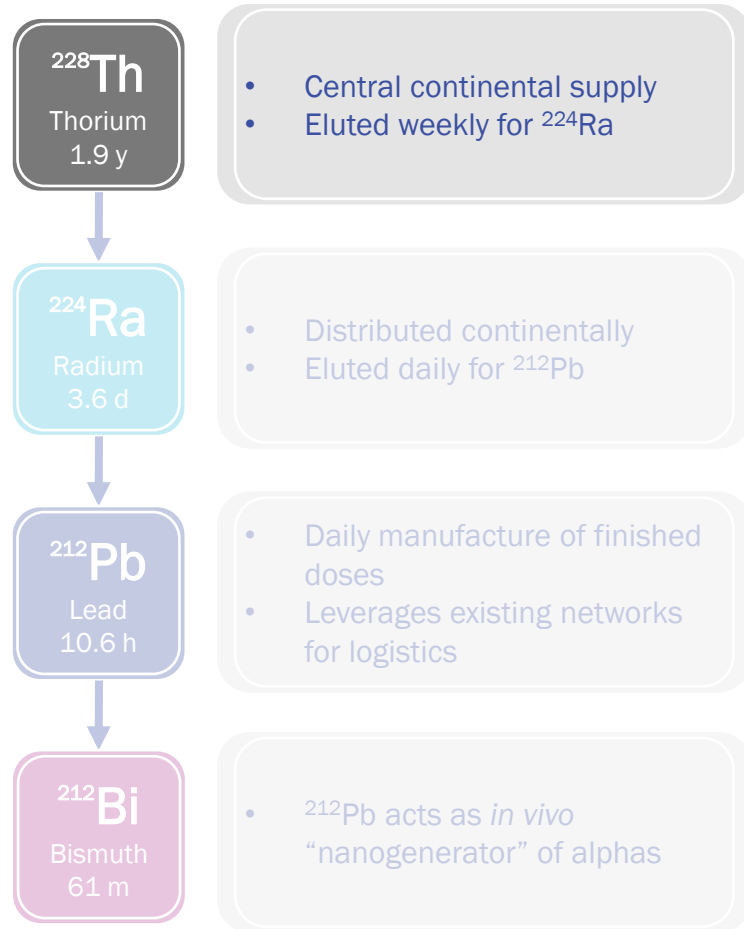 ²²⁸Th
Thorium
1.9 y
• Central continental supply
• Eluted weekly for ²²⁴Ra
²²⁴Ra
Radium
3.6 d
• Distributed continentally
• Eluted daily for ²¹²Pb
²¹²Pb
Lead
10.6 h
• Daily manufacture of finished
doses
• Leverages existing networks
for logistics
²¹²Bi
Bismuth
61 m
• ²¹²Pb acts as in vivo
“nanogenerator” of alphas